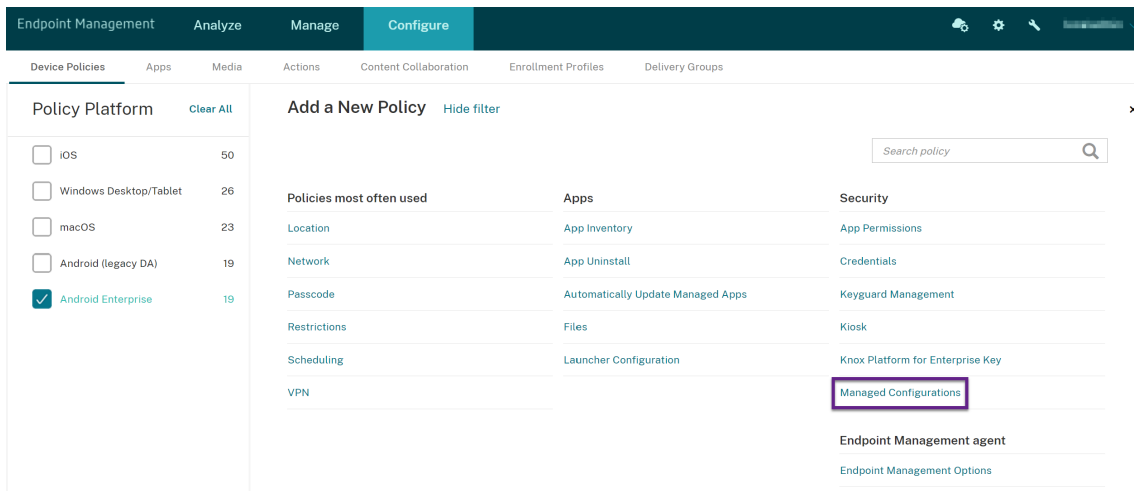 Endpoint Management Analyze Manage Configure
Device Policies Apps Media Actions Content Collaboration Enrollment Profiles Delivery Groups
Policy Platform Clear All
iOS 50
Windows Desktop/Tablet 26
macOS 23
Android (legacy DA) 19
Android Enterprise 19
Add a New Policy Hide filter
Search policy
Policies most often used
Location
Network
Passcode
Restrictions
Scheduling
VPN
Apps
App Inventory
App Uninstall
Automatically Update Managed Apps
Files
Launcher Configuration
Security
App Permissions
Credentials
Keyguard Management
Kiosk
Knox Platform for Enterprise Key
Managed Configurations
Endpoint Management agent
Endpoint Management Options